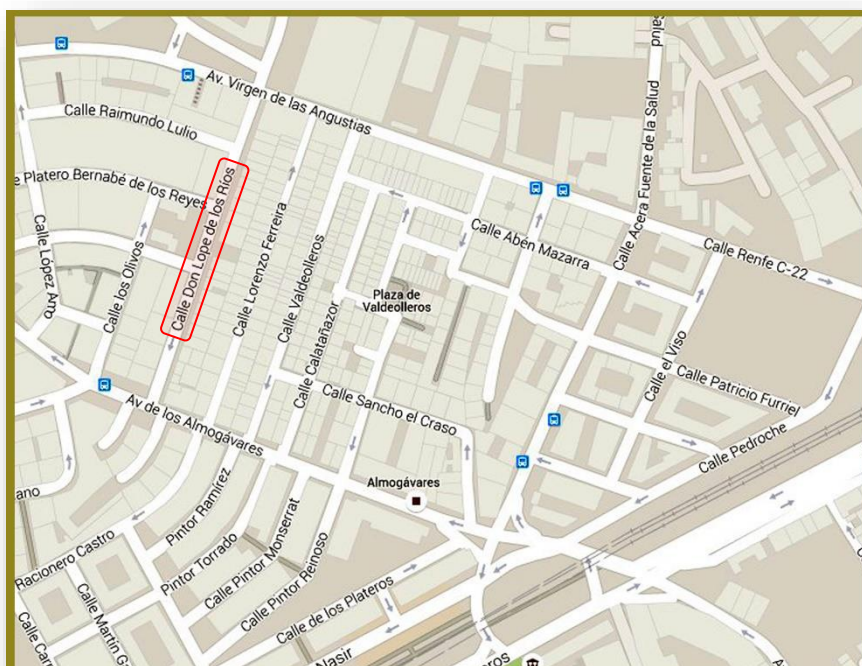 Av. Virgen de las Angustias
Calle Raimundo Lulio
Platero Bernabé de los Reyes
Calle López Amo
Calle los Olivos
Calle Don Lope de los Ríos
Calle Lorenzo Ferreira
Calle Valdeolleros
Calle Calatañazor
Plaza de
Valdeolleros
Calle Aben Mazarra
Calle Acera Fuente de la Salud
Salud
Calle Renfe C-22
Calle el Viso
Calle Patricio Furriel
Calle Pedroche
Calle Sancho el Craso
Av de los Almogávares
Almogávares
Racionero Castro
Pintor Ramírez
Pintor Torrado
Calle Pintor Monserrat
Calle Pintor Reinoso
Calle de los Plateros
Calle Martín
Nasir